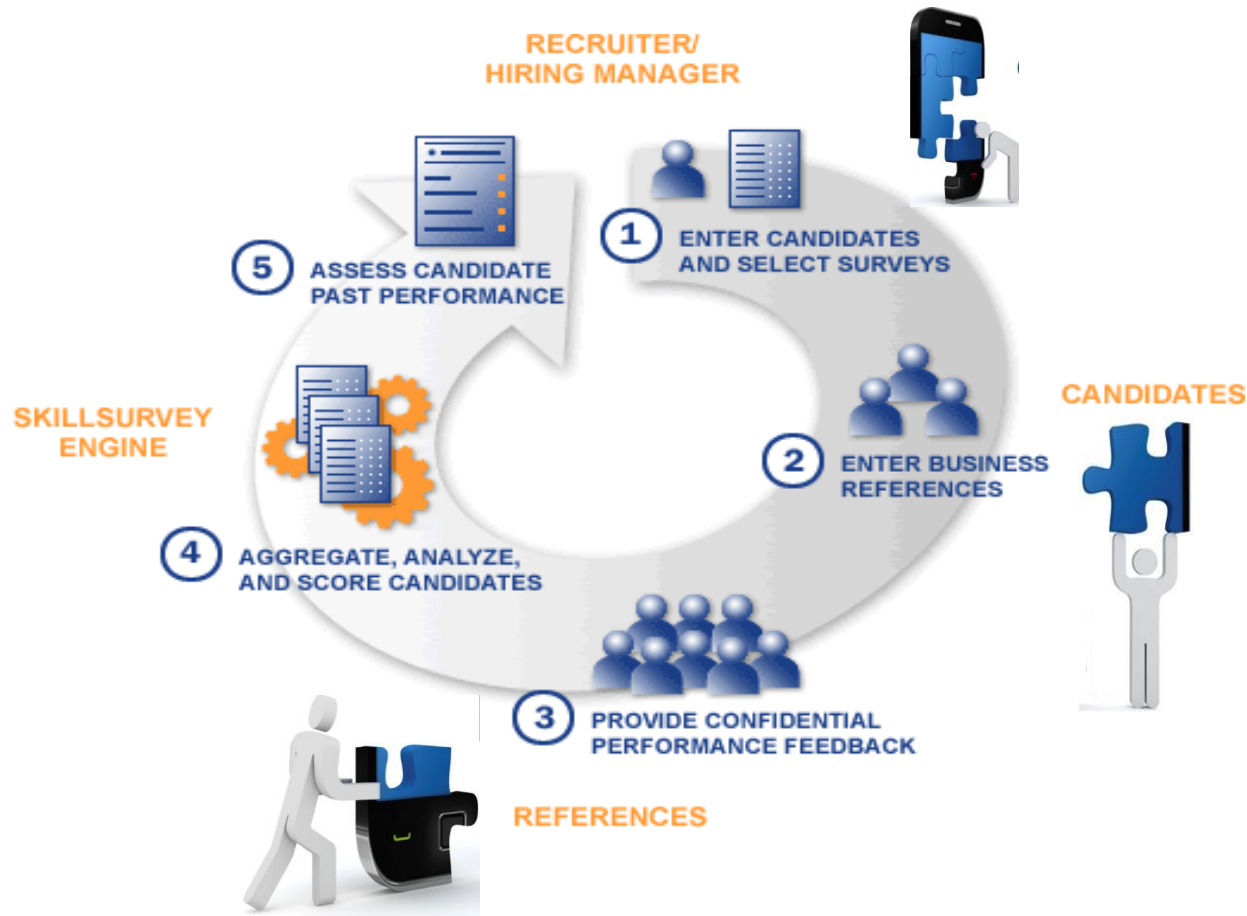 RECRUITER/
HIRING MANAGER
1
ENTER CANDIDATES
AND SELECT SURVEYS
5
ASSESS CANDIDATE
PAST PERFORMANCE
CANDIDATES
SKILLSURVEY
ENGINE
2
ENTER BUSINESS
REFERENCES
4
AGGREGATE, ANALYZE,
AND SCORE CANDIDATES
3
PROVIDE CONFIDENTIAL
PERFORMANCE FEEDBACK
REFERENCES